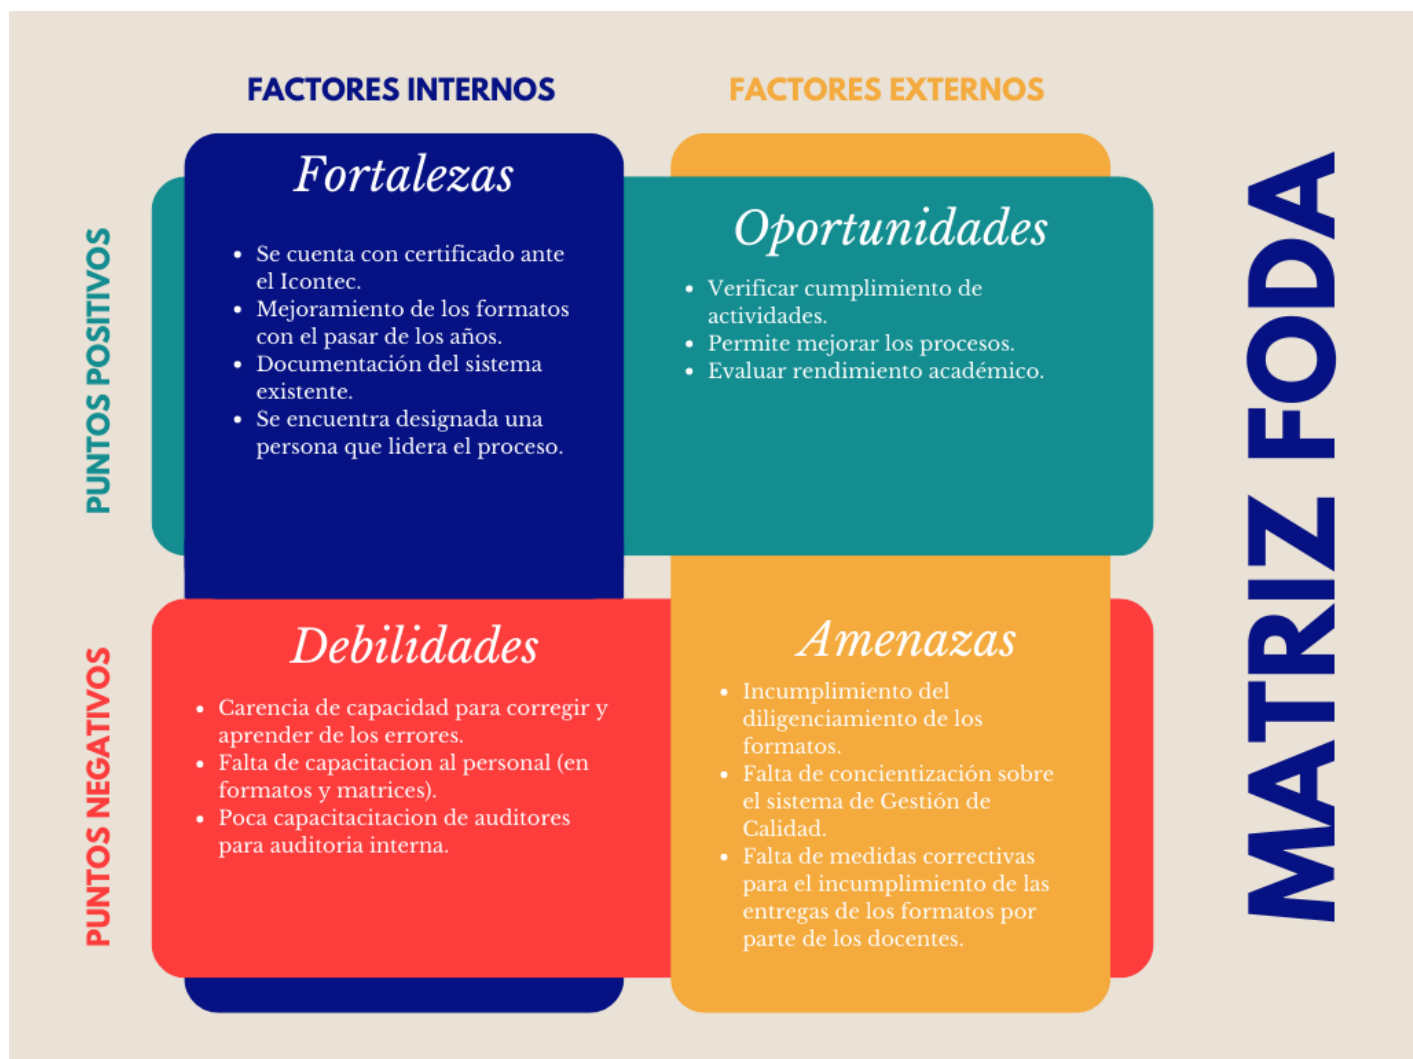 FACTORES INTERNOS
FACTORES EXTERNOS
PUNTOS POSITIVOS
Fortalezas
• Se cuenta con certificado ante
el Icontec.
• Mejoramiento de los formatos
con el pasar de los años.
• Documentación del sistema
existente.
• Se encuentra designada una
persona que lidera el proceso.
Oportunidades
• Verificar cumplimiento de
actividades.
• Permite mejorar los procesos.
• Evaluar rendimiento académico.
PUNTOS NEGATIVOS
Debilidades
• Carencia de capacidad para corregir y
aprender de los errores.
• Falta de capacitacion al personal (en
formatos y matrices).
• Poca capacitacitacion de auditores
para auditoria interna.
Amenazas
• Incumplimiento del
diligenciamiento de los
formatos.
• Falta de concientización sobre
el sistema de Gestión de
Calidad.
• Falta de medidas correctivas
para el incumplimiento de las
entregas de los formatos por
parte de los docentes.
MATRIZ FODA